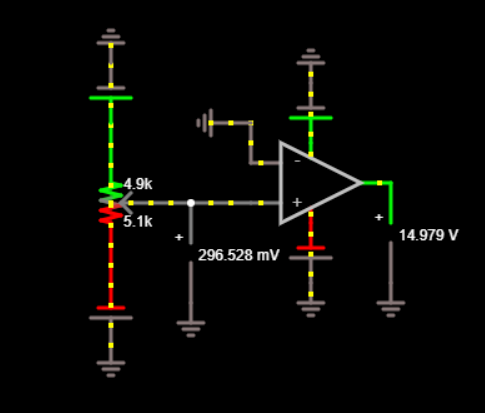 4.9k
5.1k
-
+
+
296.528 mV
+
14.979 V